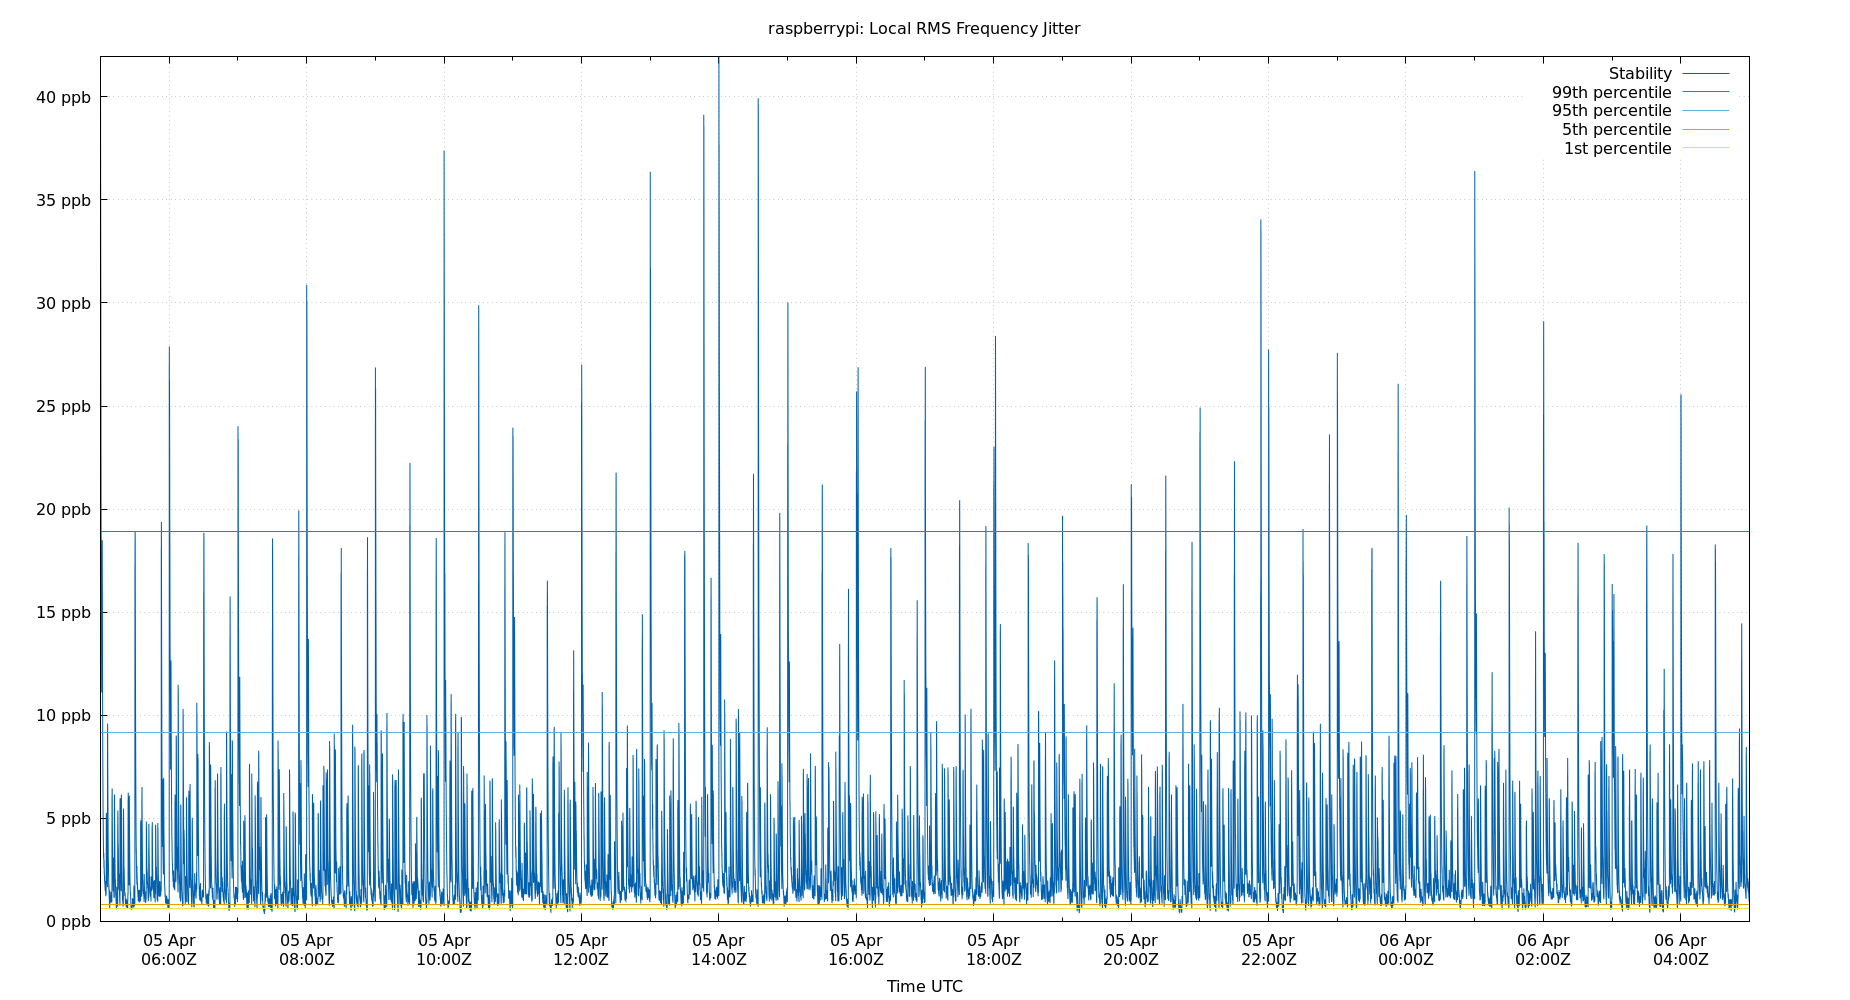 raspberrypi: Local RMS Frequency Jitter
Stability
99th percentile
95th percentile
5th percentile
1st percentile
40 ppb
35 ppb
30 ppb
25 ppb
20 ppb
15 ppb
10 ppb
5 ppb
0 ppb
05 Apr 05 Apr 05 Apr 05 Apr 05 Apr 05 Apr 05 Apr 05 Apr 05 Apr 06 Apr 06 Apr 06 Apr
06:00Z 08:00Z 10:00Z 12:00Z 14:00Z 16:00Z 18:00Z 20:00Z 22:00Z 00:00Z 02:00Z 04:00Z
Time UTC